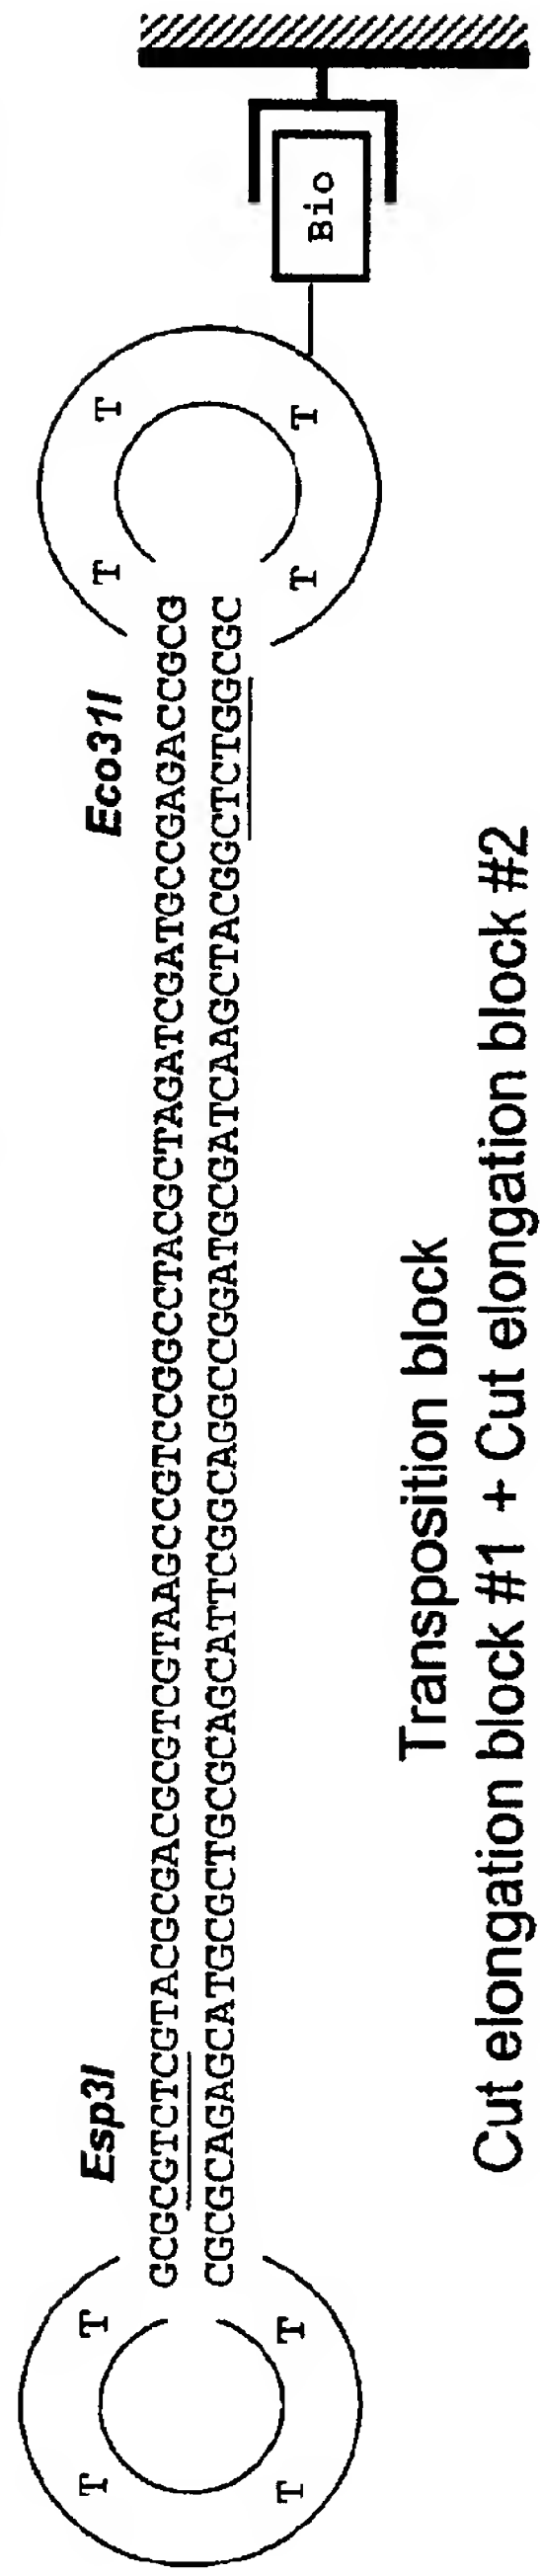 Esp3I Eco31I
T T T T
GCGCGTCTCGTACGCGACGCGTCGTAAGCCGTCCGGCCTACGCTAGATCGATGCCGAGACCGCG
CGCGCAGAGCATGCGCTGCGCAGCATTCGGCAGGCCGGATGCGATCAAGCTACGGCTCTGGCGC
T T T T
Bio
Transposition block
Cut elongation block #1 + Cut elongation block #2